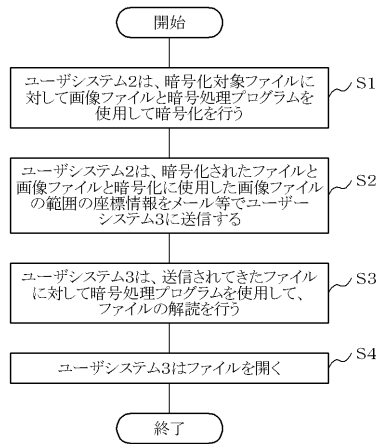 開始
ユーザシステム2は、暗号化対象ファイルに
対して画像ファイルと暗号処理プログラムを
使用して暗号化を行う
S1
ユーザシステム2は、暗号化されたファイルと
画像ファイルと暗号化に使用した画像ファイル
の範囲の座標情報をメール等でユーザー
システム3に送信する
S2
ユーザシステム3は、送信されてきたファイル
に対して暗号処理プログラムを使用して、
ファイルの解読を行う
S3
ユーザシステム3はファイルを開く
S4
終了